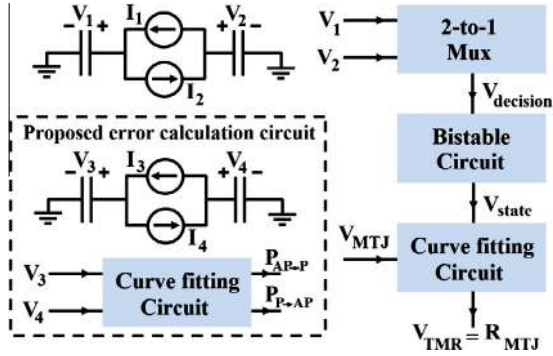 V1
I1
V2
− +
− +
I2
Proposed error calculation circuit
V3
I3
V4
− +
− +
I4
V3
V4
Curve fitting
Circuit
PAP→P
PP→AP
V1
V2
2-to-1
Mux
Vdecision
Bistable
Circuit
Vstate
VMTJ
Curve fitting
Circuit
VTMR = RMTJ